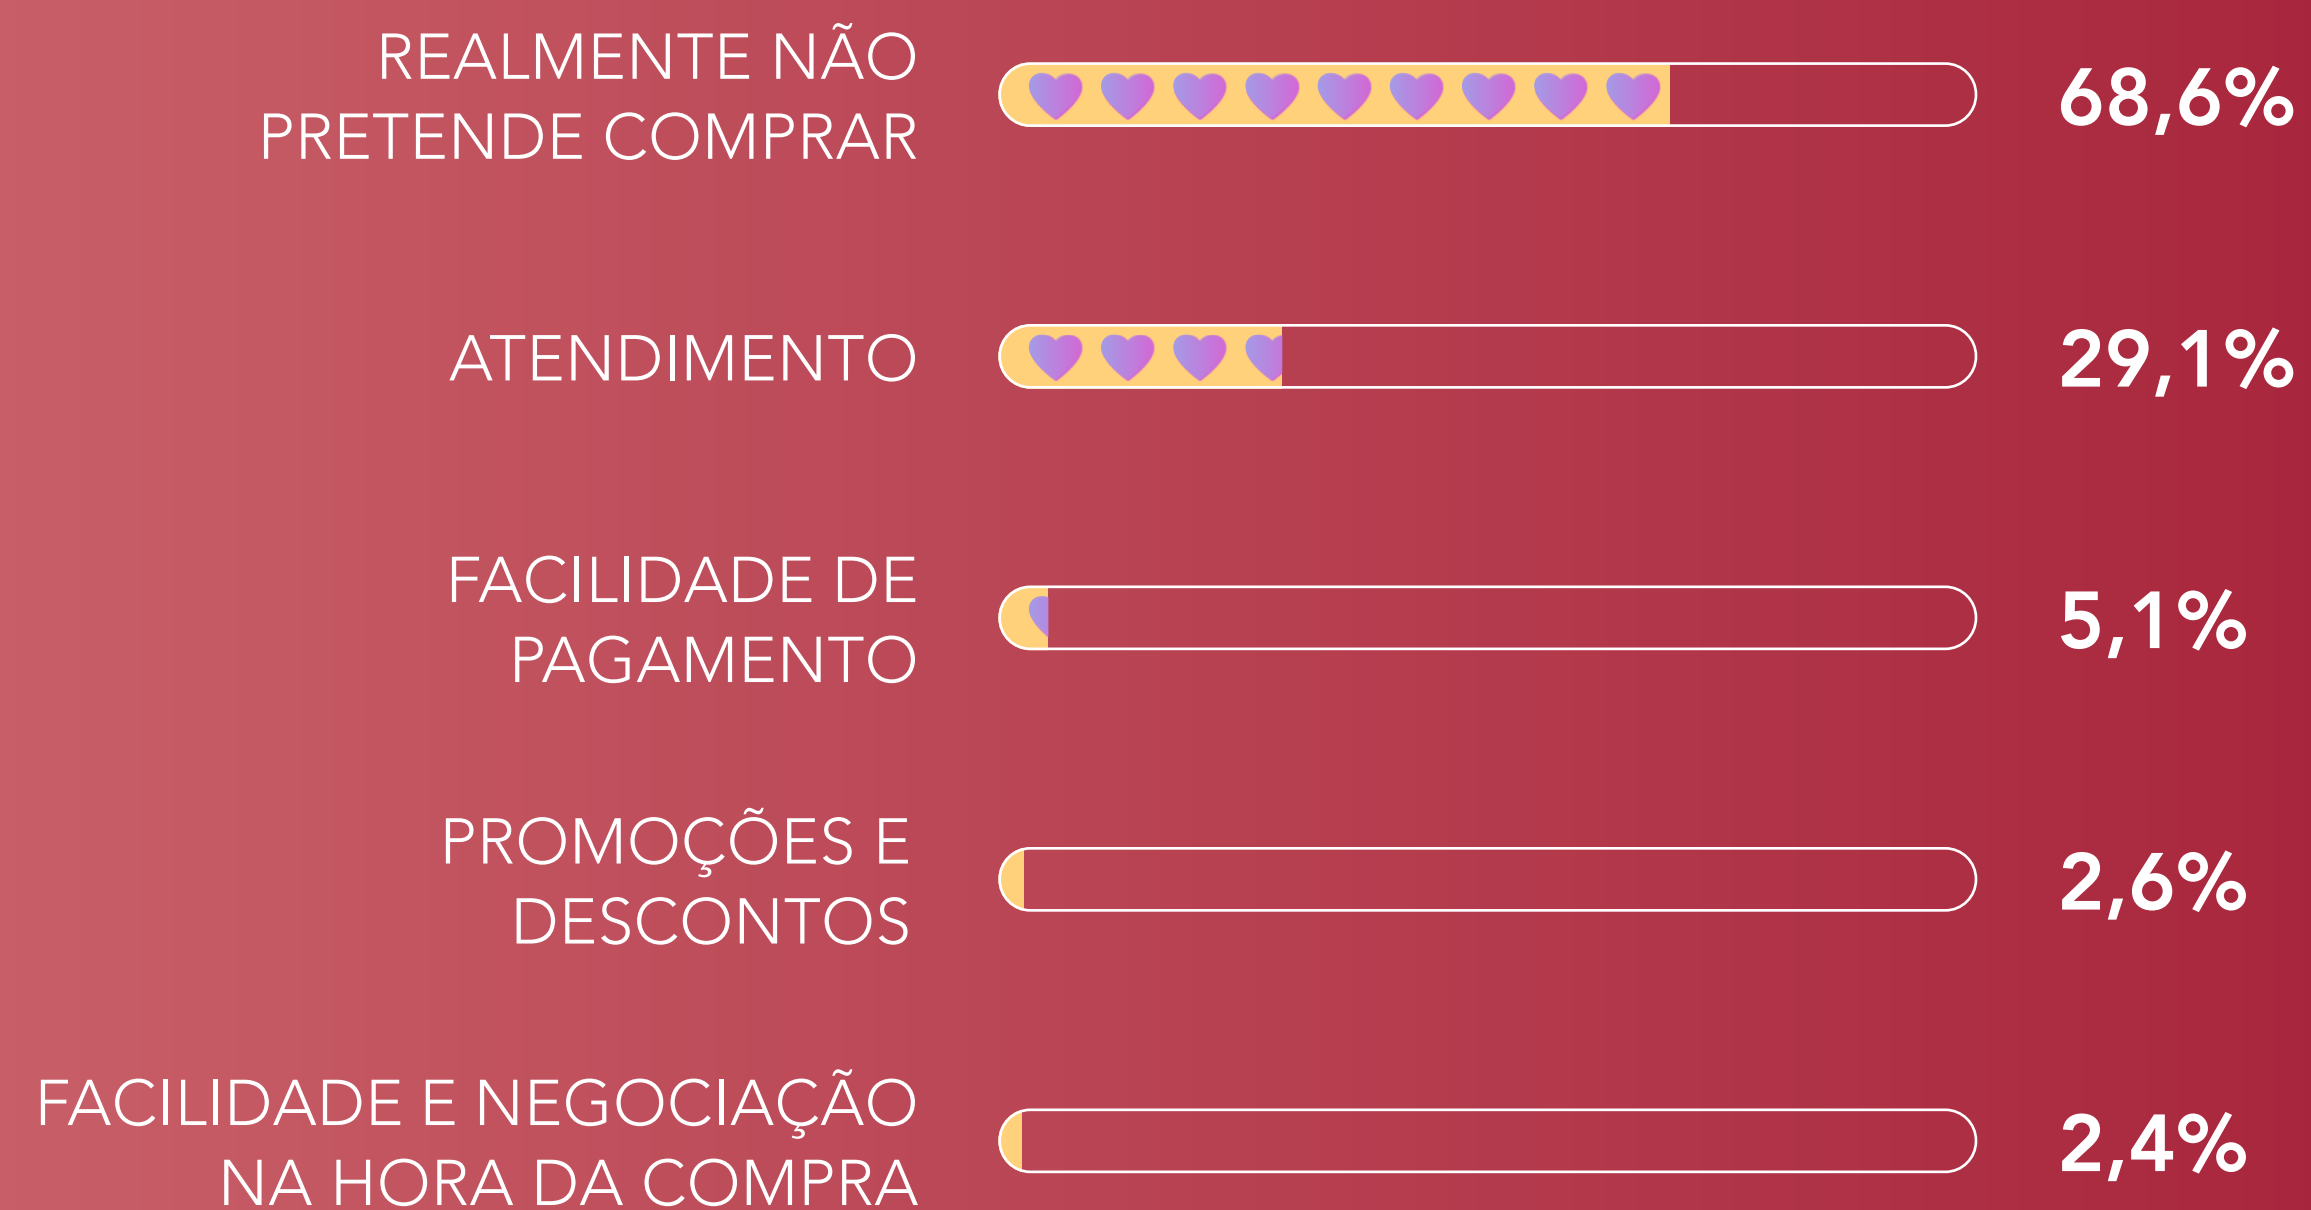 REALMENTE NÃO
PRETENDE COMPRAR
68,6%
ATENDIMENTO
29,1%
FACILIDADE DE
PAGAMENTO
5,1%
PROMOÇÕES E
DESCONTOS
2,6%
FACILIDADE E NEGOCIAÇÃO
NA HORA DA COMPRA
2,4%